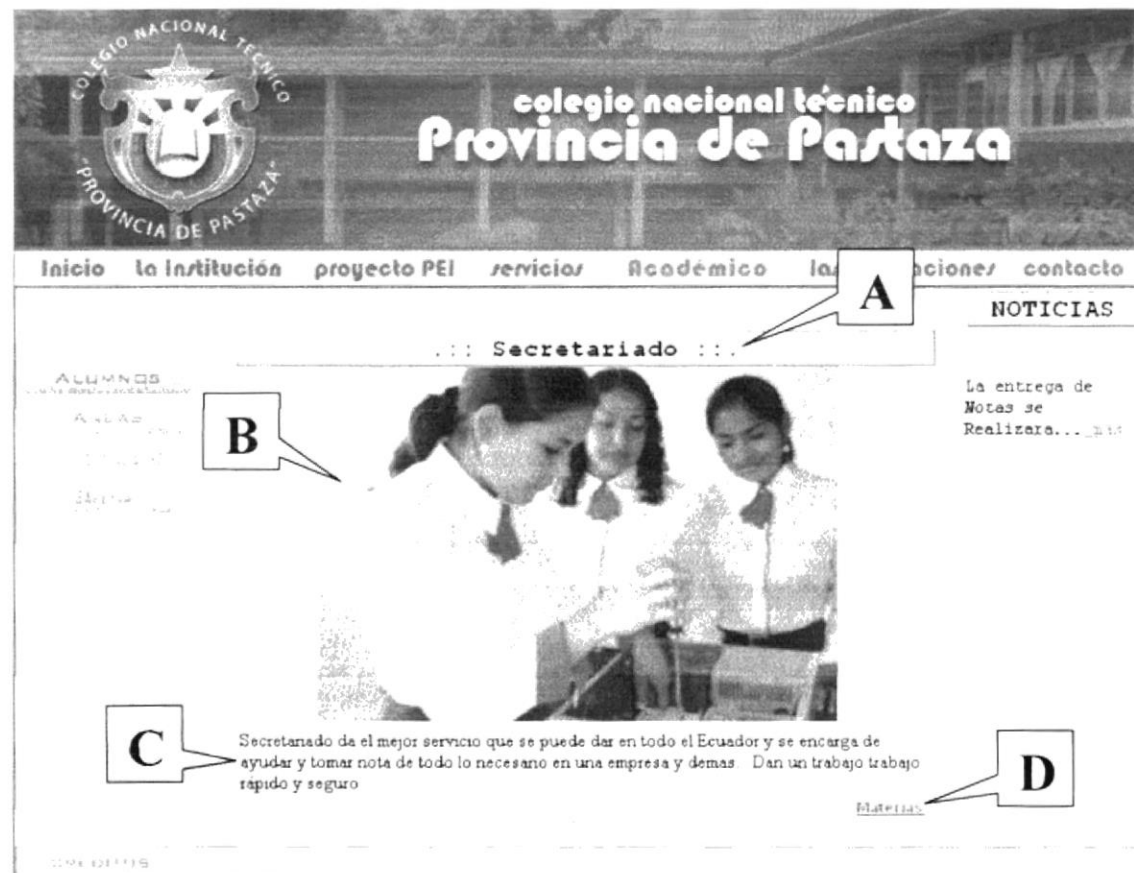 COLEGIO NACIONAL TECNICO
"PROVINCIA DE PASTAZA"
colegio nacional técnico
Provincia de Pastaza
Inicio la Institución proyecto PEI servicios Académico contacto
A
NOTICIAS
.:: Secretariado ::.
ALUMNOS
La entrega de
Notas se
Realizara...
B
C
Secretariado da el mejor servicio que se puede dar en todo el Ecuador y se encarga de
ayudar y tomar nota de todo lo necesario en una empresa y demas. Dan un trabajo trabajo
rápido y seguro
D
Materias
CREDITOS